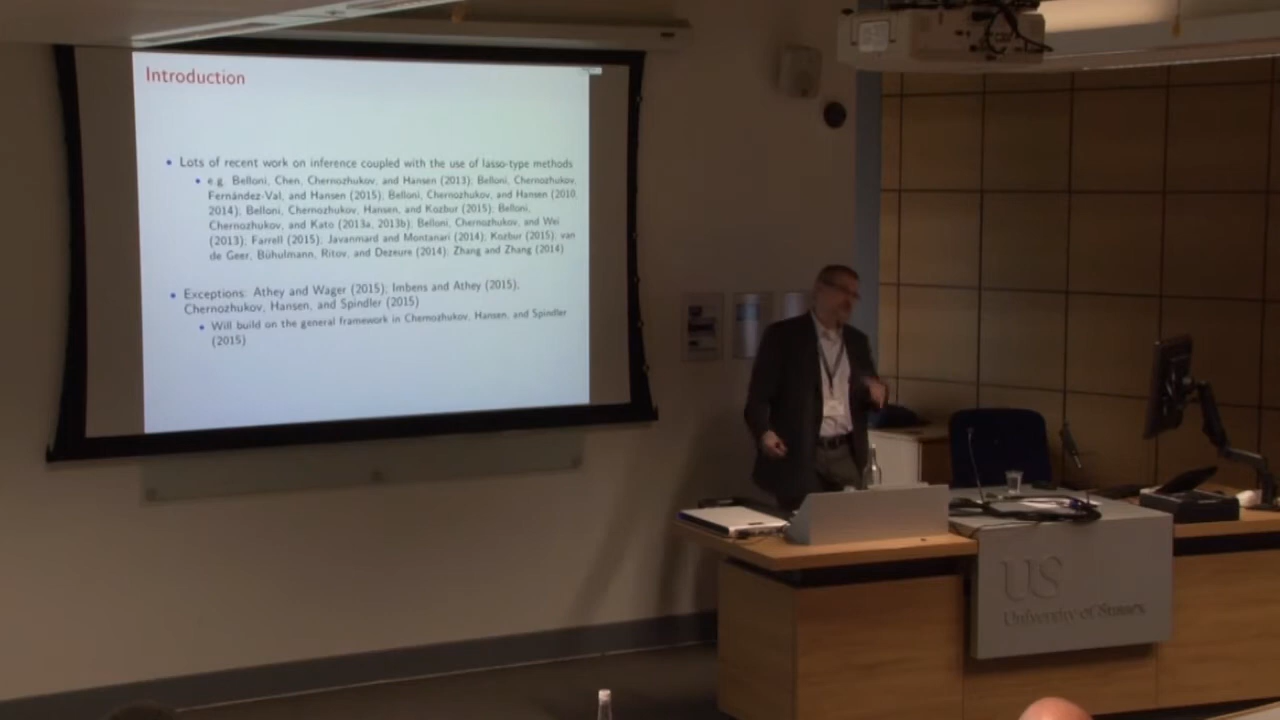 Introduction
• Lots of recent work on inference coupled with the use of lasso-type methods
• e.g. Belloni, Chen, Chernozhukov, and Hansen (2013); Belloni, Chernozhukov,
Fernández-Val, and Hansen (2015); Belloni, Chernozhukov, and Hansen (2010,
2014); Belloni, Chernozhukov, Hansen, and Kozbur (2015); Belloni,
Chernozhukov, and Kato (2013a, 2013b); Belloni, Chernozhukov, and Wei
(2013); Farrell (2015); Javanmard and Montanari (2014); Kozbur (2015); van
de Geer, Bühulmann, Ritov, and Dezeure (2014); Zhang and Zhang (2014)
• Exceptions: Athey and Wager (2015); Imbens and Athey (2015);
Chernozhukov, Hansen, and Spindler (2015)
• Will build on the general framework in Chernozhukov, Hansen, and Spindler
(2015)
US
University of Sussex